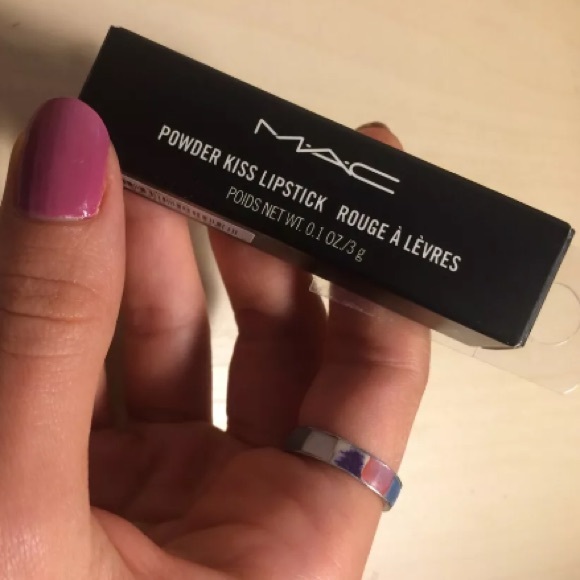 M·A·C
POWDER KISS LIPSTICK ROUGE À LÈVRES
POIDS NET WT. 0.1 OZ./3 g